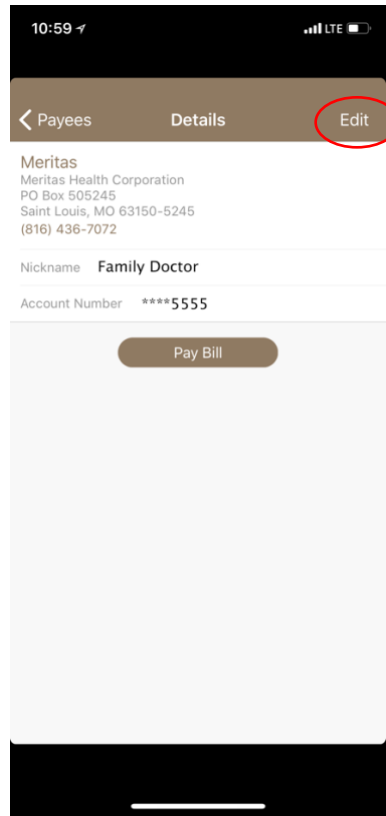 10:59 LTE
Payees Details Edit
Meritas
Meritas Health Corporation
PO Box 505245
Saint Louis, MO 63150-5245
(816) 436-7072
Nickname Family Doctor
Account Number ****5555
Pay Bill